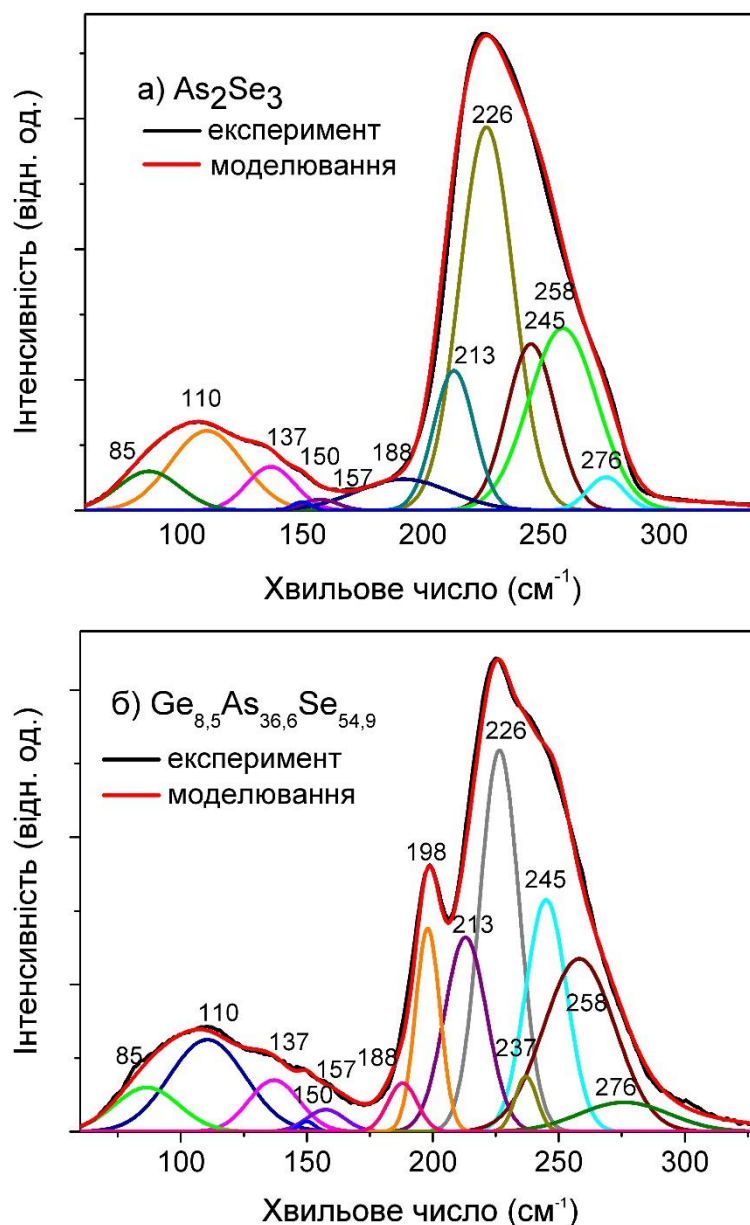 а) As₂Se₃
експеримент
моделювання
226
258
245
213
110
137
85
150
188
157
276
Інтенсивність (відн. од.)
100 150 200 250 300
Хвильове число (см⁻¹)
б) Ge₈,₅As₃₆,₆Se₅₄,₉
експеримент
моделювання
226
198
245
213
110
137
85
157
188
237
258
150
276
Інтенсивність (відн. од.)
100 150 200 250 300
Хвильове число (см⁻¹)